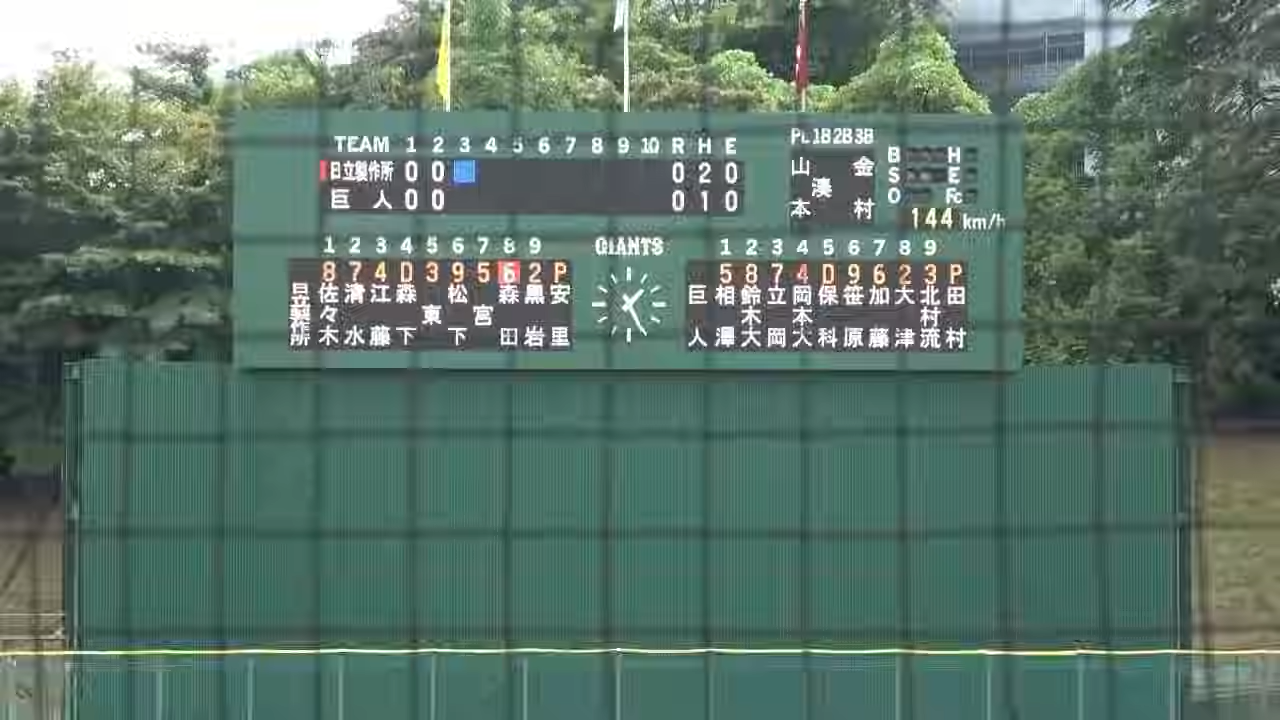 TEAM 1 2 3 4 5 6 7 8 9 10 R H E
日立製作所 0 0 0 2 0
巨人 0 0 0 1 0
PL 1B 2B 3B
山本 湊 金村
B H
S E
O Fc
144 km/h
GIANTS
1 2 3 4 5 6 7 8 9
8 7 4 D 3 9 5 6 2 P
日立製作所 佐々木 清水 江藤 森下 東 松下 宮 森田 黒岩 安里
1 2 3 4 5 6 7 8 9
5 8 7 4 D 9 6 2 3 P
巨人 相澤 鈴木大 立岡 岡本大 保科 笹原 加藤 大津 北村流 田村